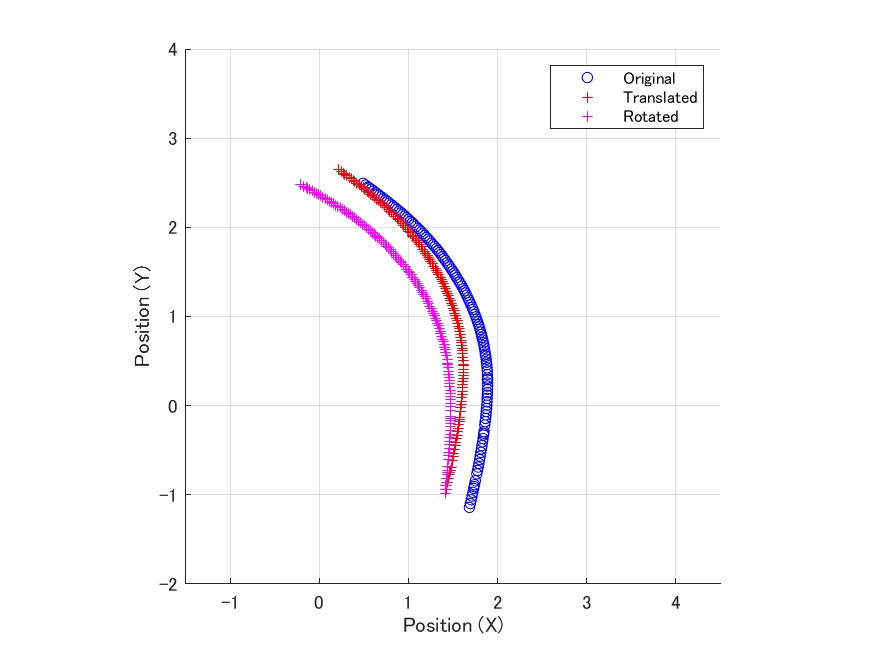 4
3
2
1
0
−1
−2
−1
0
1
2
3
4
Position (X)
Position (Y)
Original
Translated
Rotated